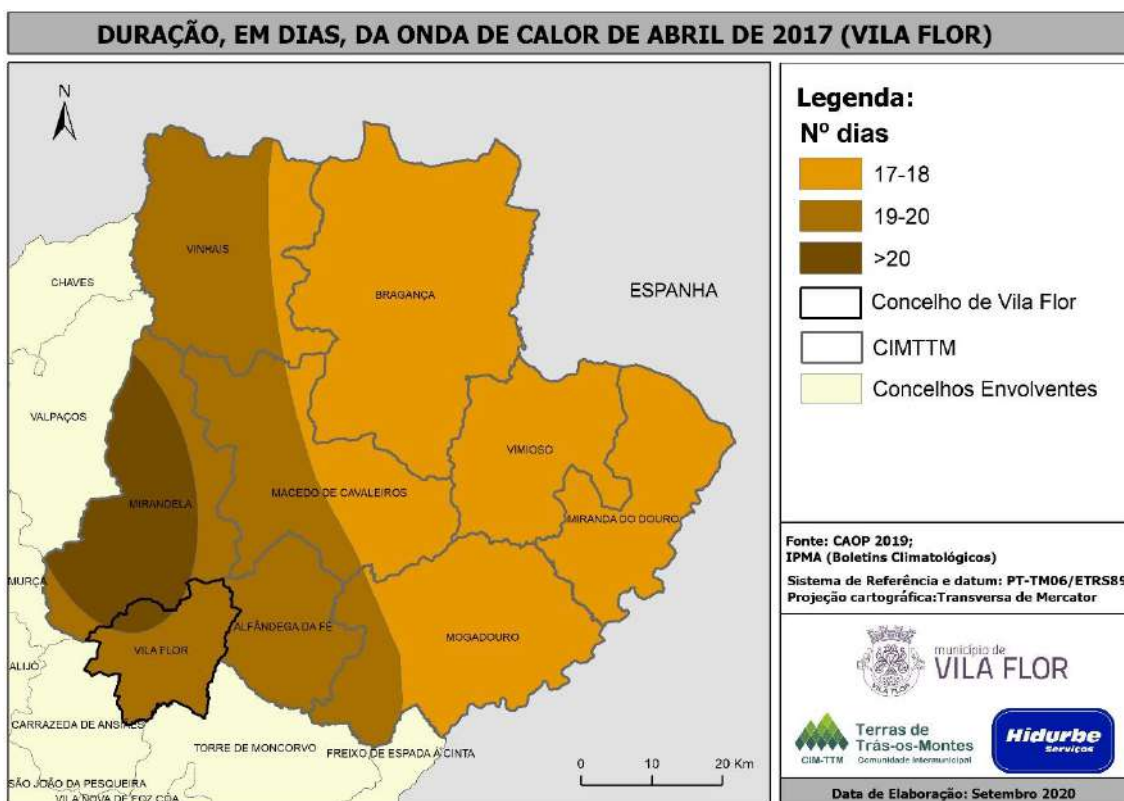 DURAÇÃO, EM DIAS, DA ONDA DE CALOR DE ABRIL DE 2017 (VILA FLOR)
N
VINHAIS
CHAVES
BRAGANÇA
ESPANHA
VALPAÇOS
VIMIOSO
MACEDO DE CAVALEIROS
MIRANDELA
MIRANDA DO DOURO
MURÇA
ALFÂNDEGA DA FÉ
MOGADOURO
VILA FLOR
ALIJÓ
CARRAZEDA DE ANSIÃES
TORRE DE MONCORVO
FREIXO DE ESPADA À CINTA
SÃO JOÃO DA PESQUEIRA
VILA NOVA DE FOZ CÔA
0 10 20 Km
Legenda:
Nº dias
17-18
19-20
>20
Concelho de Vila Flor
CIMTTM
Concelhos Envolventes
Fonte: CAOP 2019;
IPMA (Boletins Climatológicos)
Sistema de Referência e datum: PT-TM06/ETRS89
Projeção cartográfica:Transversa de Mercator
VILA FLOR
município de
VILA FLOR
CIM-TTM
Terras de
Trás-os-Montes
Comunidade Intermunicipal
Hidurbe
Serviços
Data de Elaboração: Setembro 2020